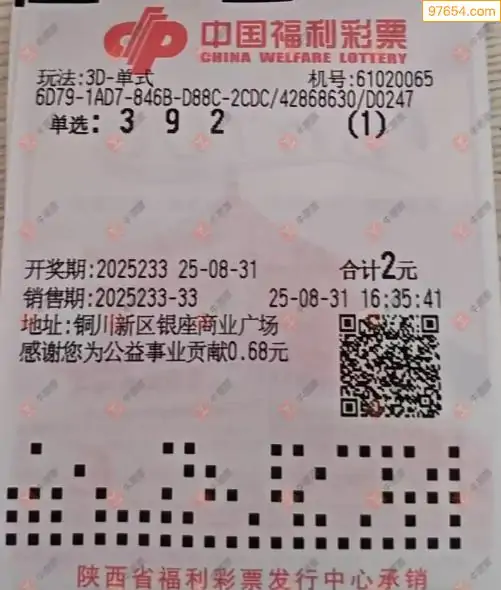 97654.com
中国福利彩票
CHINA WELFARE LOTTERY
玩法:3D-单式 机号:61020065
6D79-1AD7-846B-D88C-2CDC/42868630/D0247
单选: 3 9 2 (1)
开奖期:2025233 25-08-31 合计2元
销售期:2025233-33 25-08-31 16:35:41
地址:铜川新区银座商业广场
感谢您为公益事业贡献0.68元
陕西省福利彩票发行中心承销